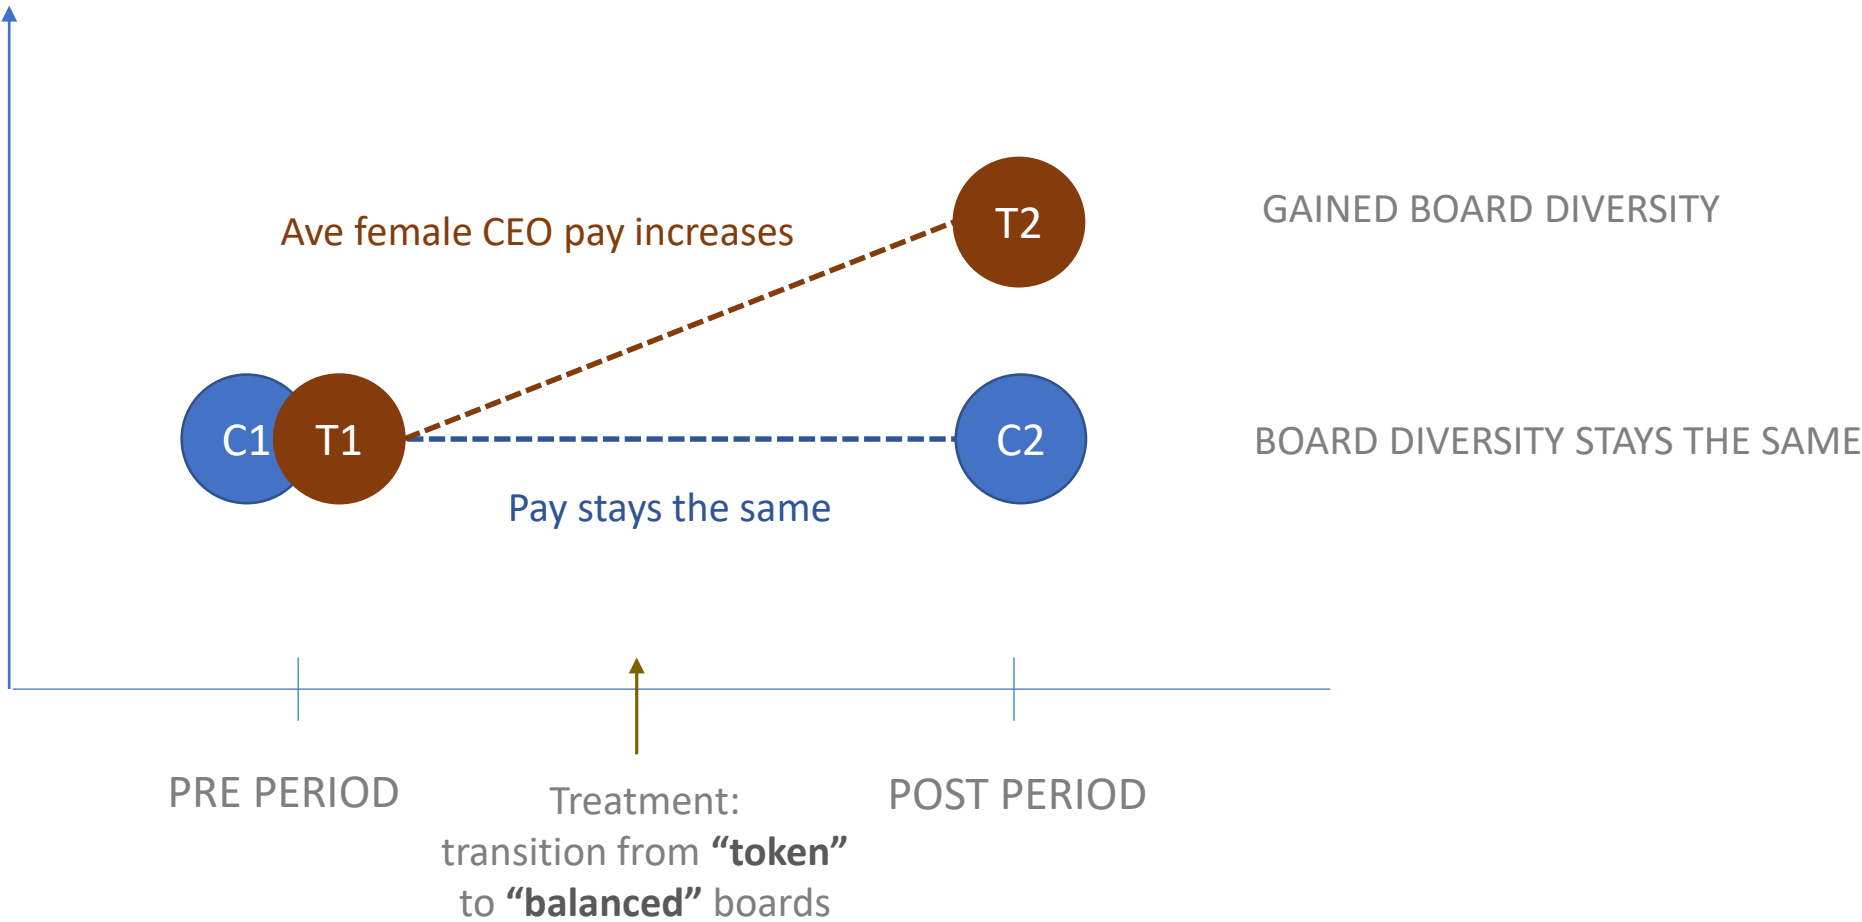 T2
GAINED BOARD DIVERSITY
Ave female CEO pay increases
C1
T1
C2
BOARD DIVERSITY STAYS THE SAME
Pay stays the same
PRE PERIOD
Treatment:
transition from “token”
to “balanced” boards
POST PERIOD